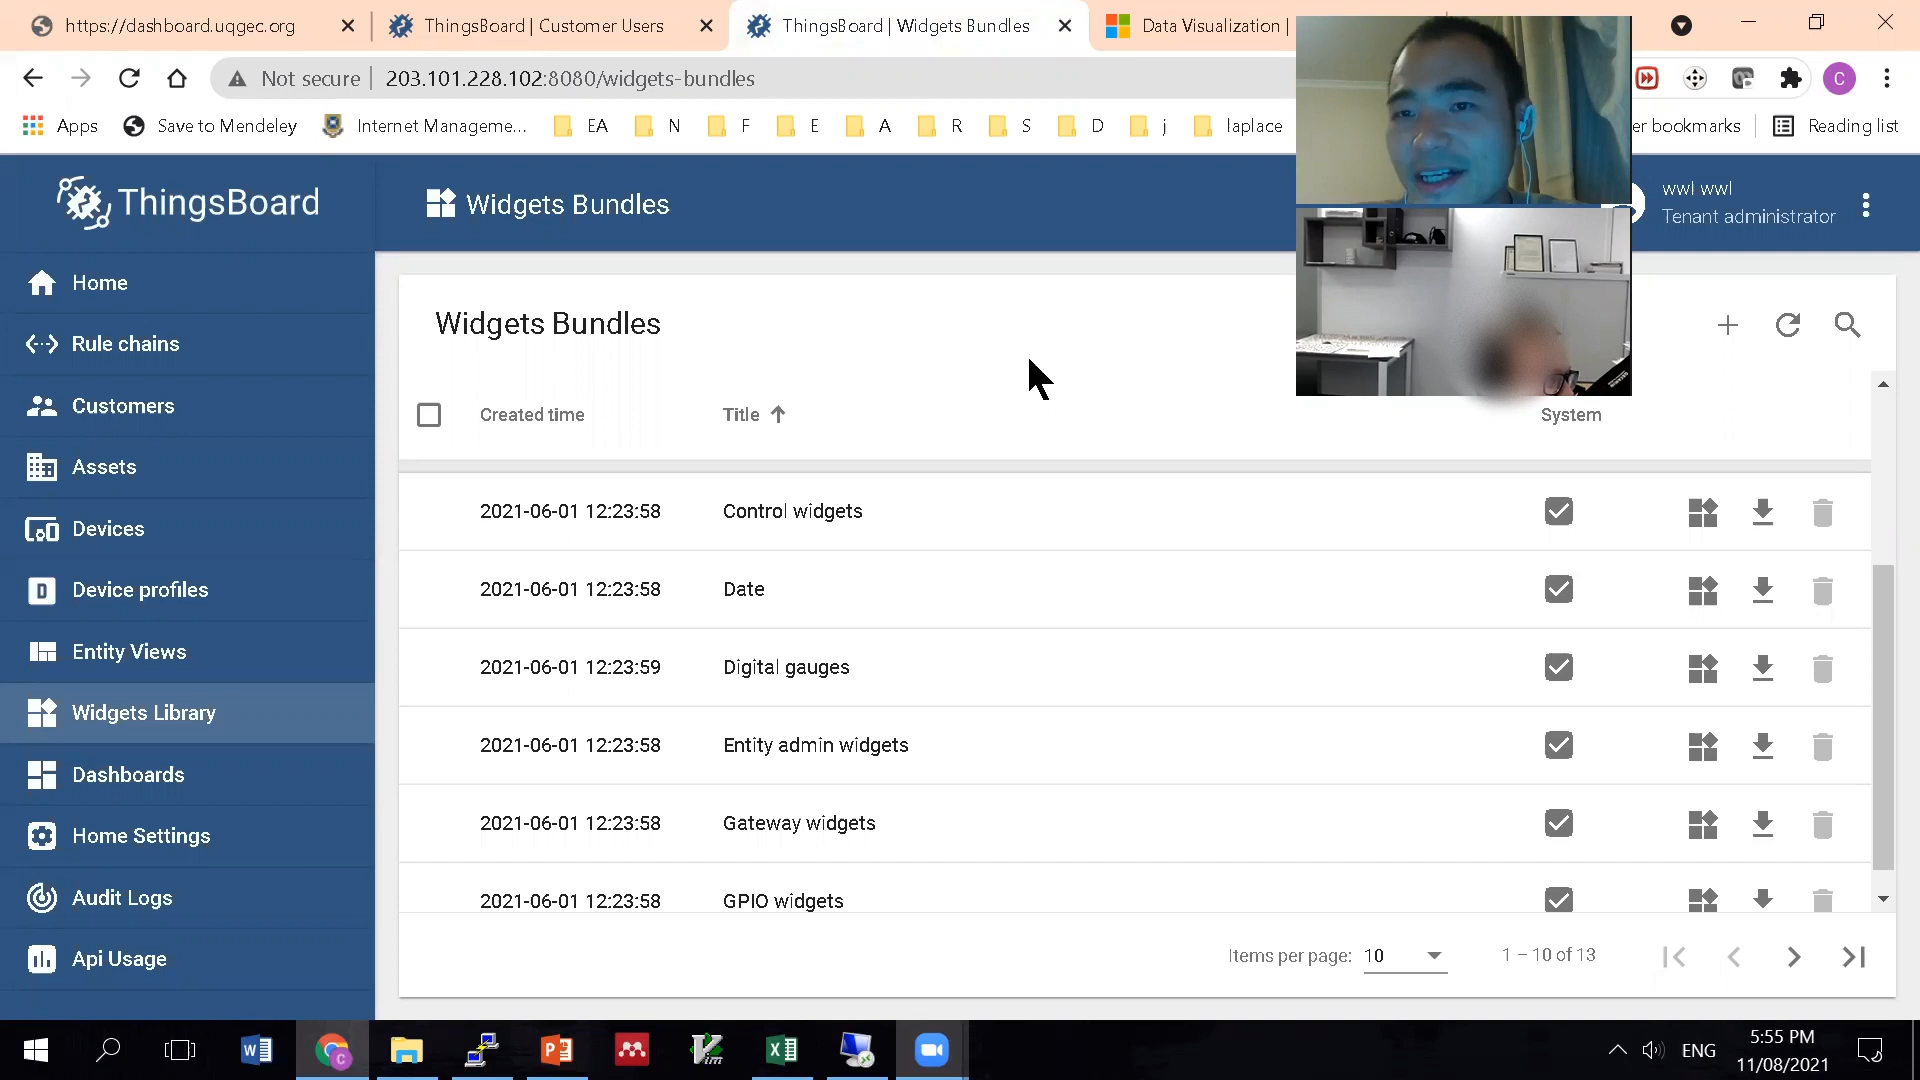 https://dashboard.uqgec.org
ThingsBoard | Customer Users
ThingsBoard | Widgets Bundles
Data Visualization |
Not secure
203.101.228.102:8080/widgets-bundles
Apps
Save to Mendeley
Internet Manageme...
EA
N
F
E
A
R
S
D
j
laplace
er bookmarks
Reading list
ThingsBoard
Widgets Bundles
wwl wwl
Tenant administrator
Home
Rule chains
Customers
Assets
Devices
Device profiles
Entity Views
Widgets Library
Dashboards
Home Settings
Audit Logs
Api Usage
Widgets Bundles
Created time
Title
System
2021-06-01 12:23:58
Control widgets
2021-06-01 12:23:58
Date
2021-06-01 12:23:59
Digital gauges
2021-06-01 12:23:58
Entity admin widgets
2021-06-01 12:23:58
Gateway widgets
2021-06-01 12:23:58
GPIO widgets
Items per page:
10
1 – 10 of 13
ENG
5:55 PM
11/08/2021